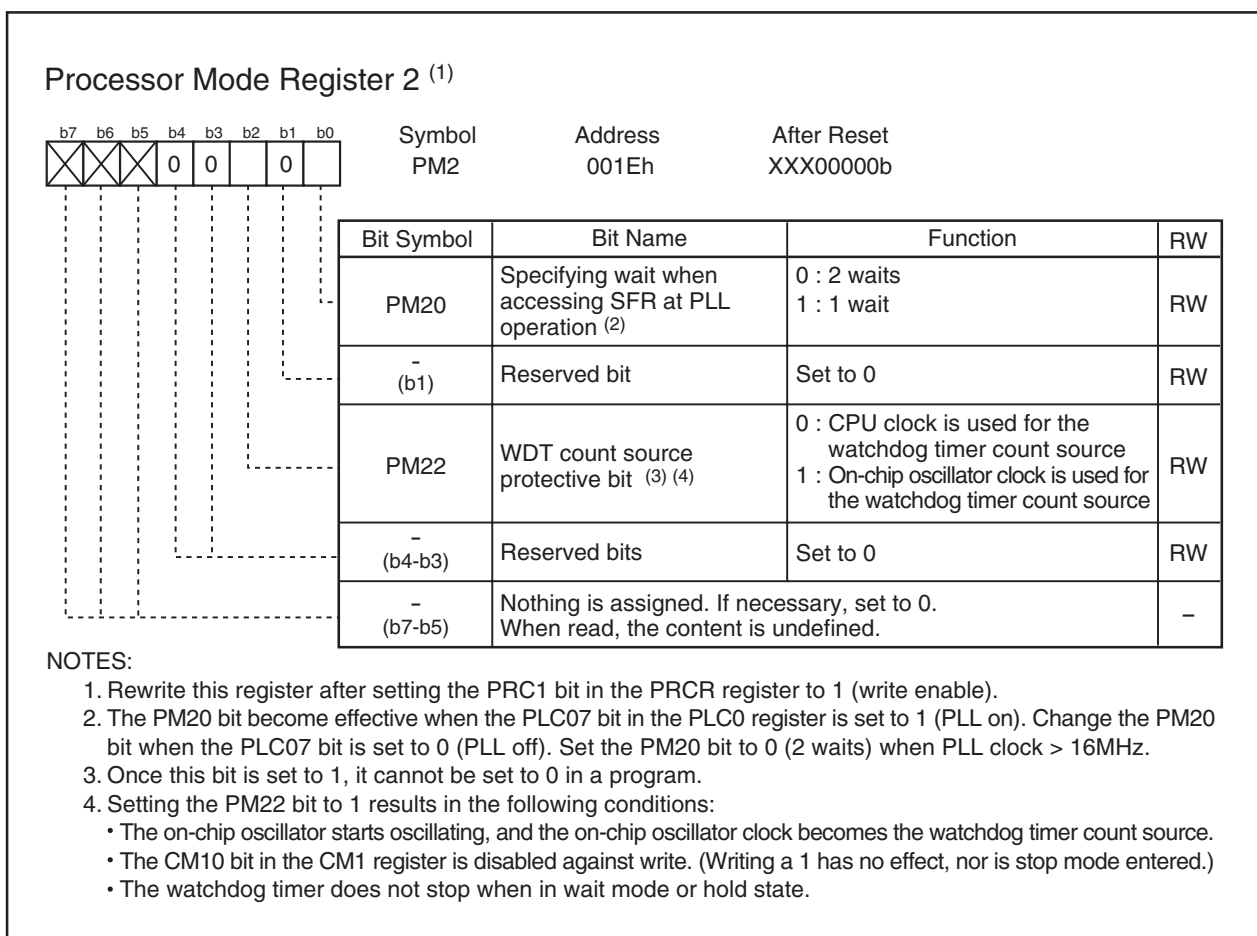 Processor Mode Register 2 (1)
b7 b6 b5 b4 b3 b2 b1 b0
Symbol Address After Reset
0 0 0
PM2 001Eh XXX00000b
Bit Symbol Bit Name Function RW
PM20
Specifying wait when
accessing SFR at PLL
operation (2)
0 : 2 waits
1 : 1 wait
RW
–
(b1)
Reserved bit
Set to 0
RW
PM22
WDT count source
protective bit (3) (4)
0 : CPU clock is used for the
watchdog timer count source
1 : On-chip oscillator clock is used for
the watchdog timer count source
RW
–
(b4-b3)
Reserved bits
Set to 0
RW
–
(b7-b5)
Nothing is assigned. If necessary, set to 0.
When read, the content is undefined.
–
NOTES:
1. Rewrite this register after setting the PRC1 bit in the PRCR register to 1 (write enable).
2. The PM20 bit become effective when the PLC07 bit in the PLC0 register is set to 1 (PLL on). Change the PM20
bit when the PLC07 bit is set to 0 (PLL off). Set the PM20 bit to 0 (2 waits) when PLL clock > 16MHz.
3. Once this bit is set to 1, it cannot be set to 0 in a program.
4. Setting the PM22 bit to 1 results in the following conditions:
• The on-chip oscillator starts oscillating, and the on-chip oscillator clock becomes the watchdog timer count source.
• The CM10 bit in the CM1 register is disabled against write. (Writing a 1 has no effect, nor is stop mode entered.)
• The watchdog timer does not stop when in wait mode or hold state.